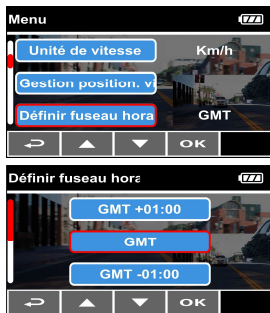 Menu
Unité de vitesse Km/h
Gestion position. vi
Définir fuseau hora GMT
OK
Définir fuseau hora
GMT +01:00
GMT
GMT -01:00
OK